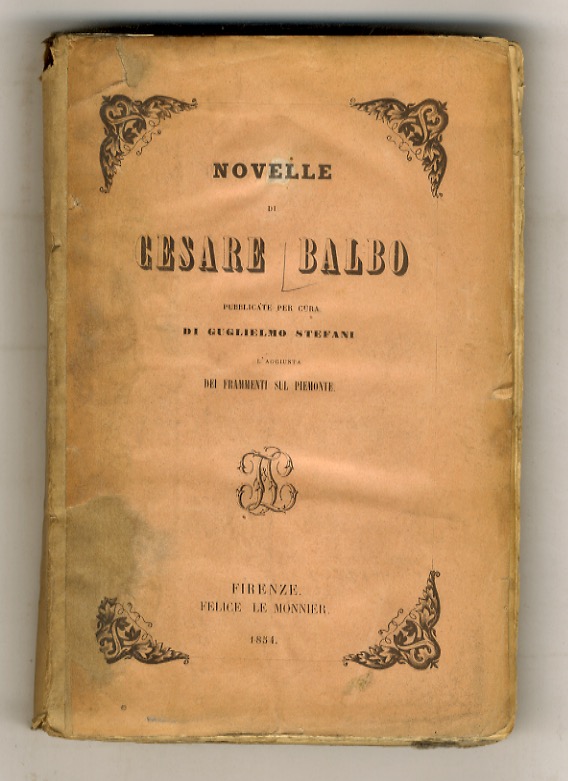 NOVELLE
DI
CESARE BALBO
PUBBLICATE PER CURA
DI GUGLIELMO STEFANI
L'AGGIUNTA
DEI FRAMMENTI SUL PIEMONTE.
FIRENZE.
FELICE LE MONNIER.
1854.